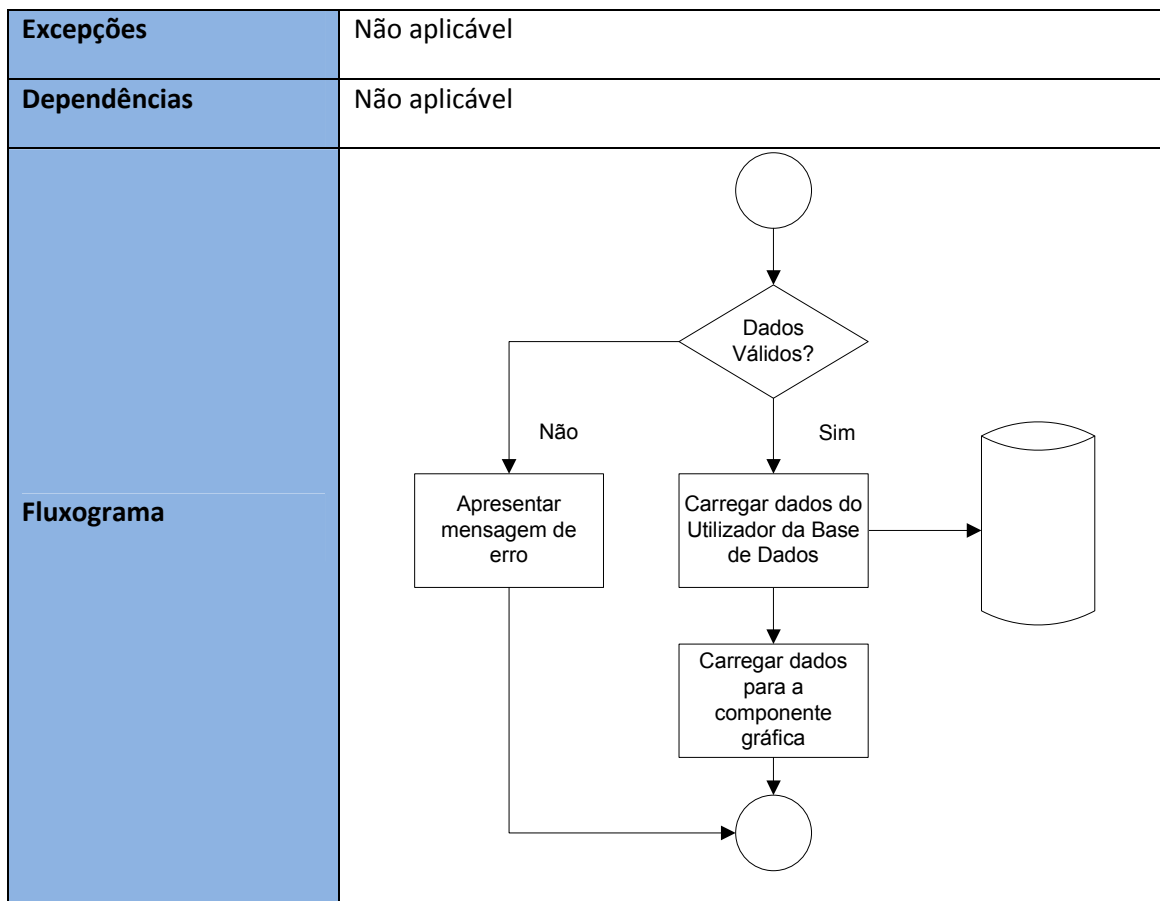 Excepções
Não aplicável
Dependências
Não aplicável
Fluxograma
Dados
Válidos?
Não
Sim
Apresentar
mensagem de
erro
Carregar dados do
Utilizador da Base
de Dados
Carregar dados
para a
componente
gráfica